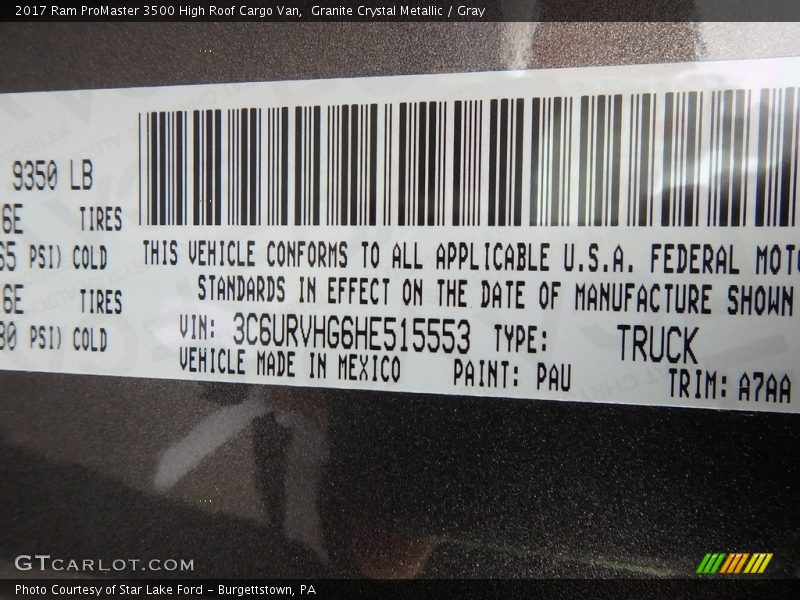 2017 Ram ProMaster 3500 High Roof Cargo Van, Granite Crystal Metallic / Gray
9350 LB
6E TIRES
65 PSI) COLD
6E TIRES
80 PSI) COLD
THIS VEHICLE CONFORMS TO ALL APPLICABLE U.S.A. FEDERAL MOTO
STANDARDS IN EFFECT ON THE DATE OF MANUFACTURE SHOWN
VIN: 3C6URVHG6HE515553 TYPE: TRUCK
VEHICLE MADE IN MEXICO PAINT: PAU TRIM: A7AA
GTCARLOT.COM
Photo Courtesy of Star Lake Ford - Burgettstown, PA